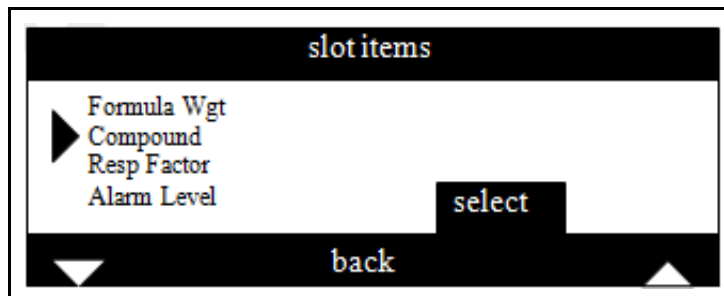 slot items
Formula Wgt
Compound
Resp Factor
Alarm Level
select
back